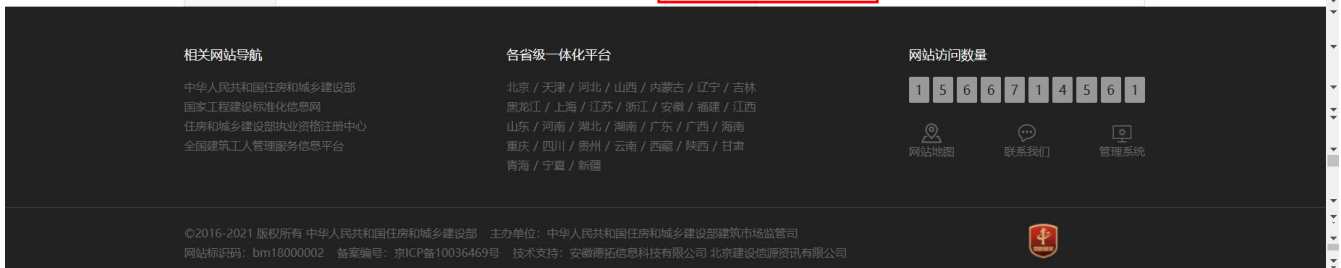 相关网站导航
中华人民共和国住房和城乡建设部
国家工程建设标准化信息网
住房和城乡建设部执业资格注册中心
全国建筑工人管理服务信息平台
各省级一体化平台
北京 / 天津 / 河北 / 山西 / 内蒙古 / 辽宁 / 吉林
黑龙江 / 上海 / 江苏 / 浙江 / 安徽 / 福建 / 江西
山东 / 河南 / 湖北 / 湖南 / 广东 / 广西 / 海南
重庆 / 四川 / 贵州 / 云南 / 西藏 / 陕西 / 甘肃
青海 / 宁夏 / 新疆
网站访问数量
1 5 6 6 7 1 4 5 6 1
网站地图 联系我们 管理系统
©2016-2021 版权所有 中华人民共和国住房和城乡建设部 主办单位：中华人民共和国住房和城乡建设部建筑市场监管司
网站标识码：bm18000002 备案编号：京ICP备10036469号 技术支持：安徽德拓信息科技有限公司 北京建设信源资讯有限公司